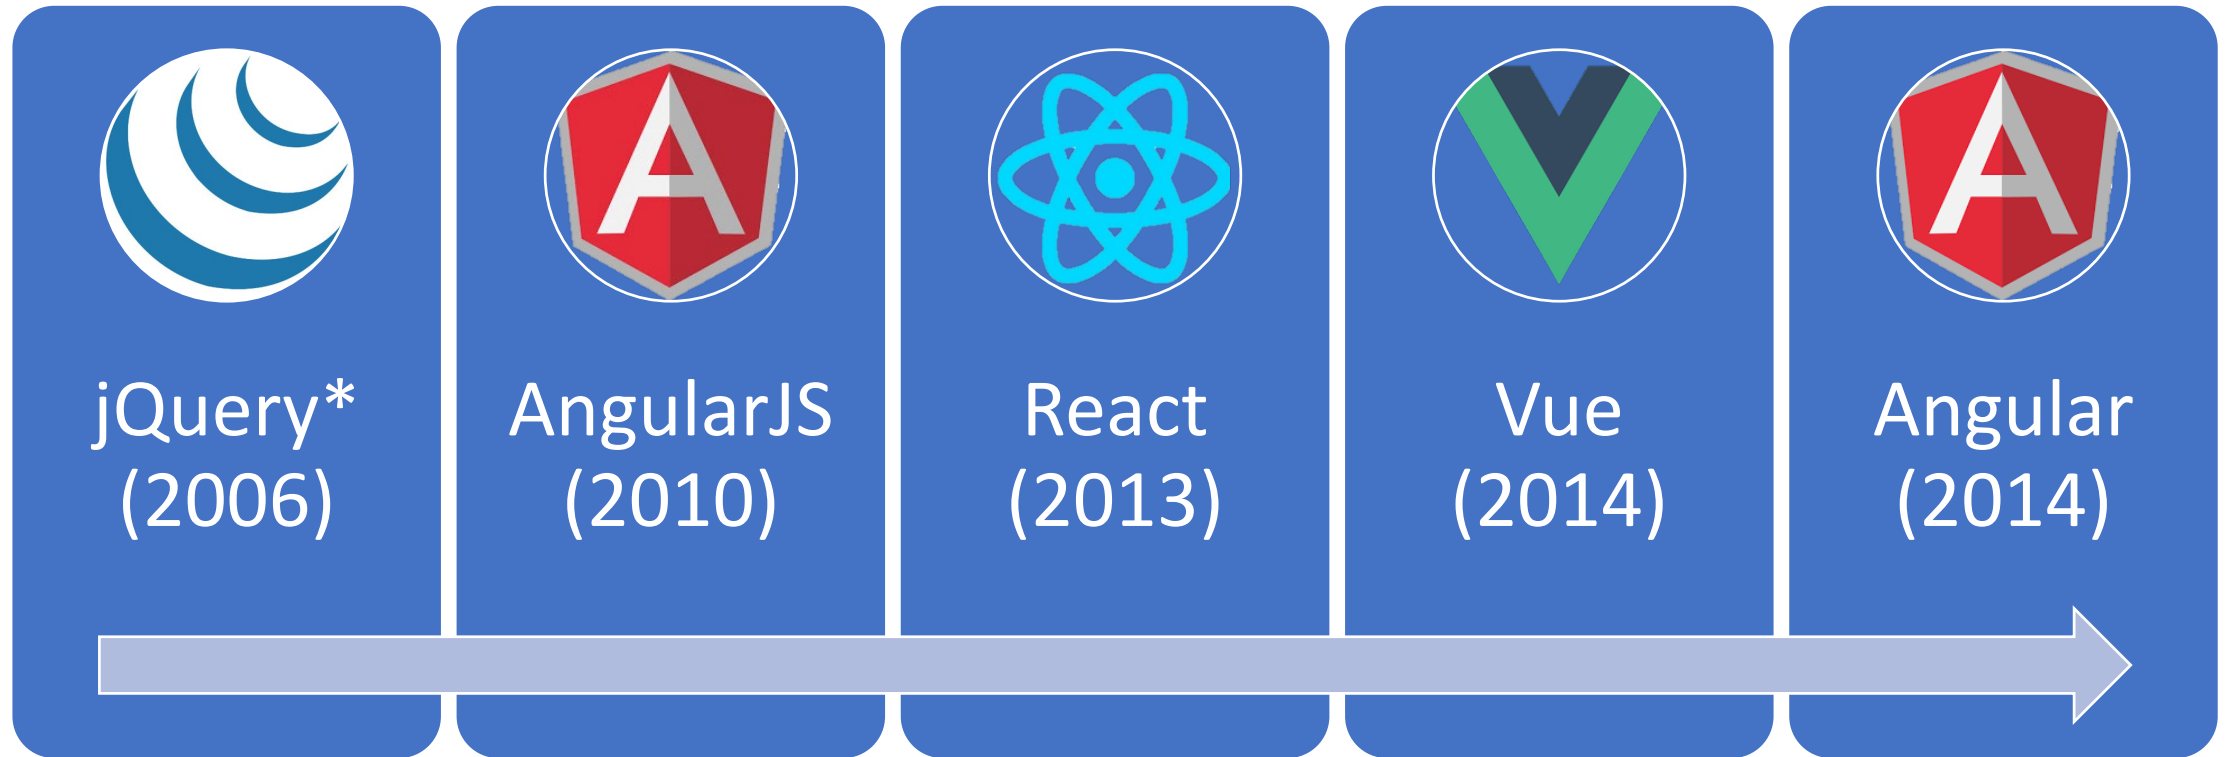 jQuery*
(2006)
AngularJS
(2010)
React
(2013)
Vue
(2014)
Angular
(2014)